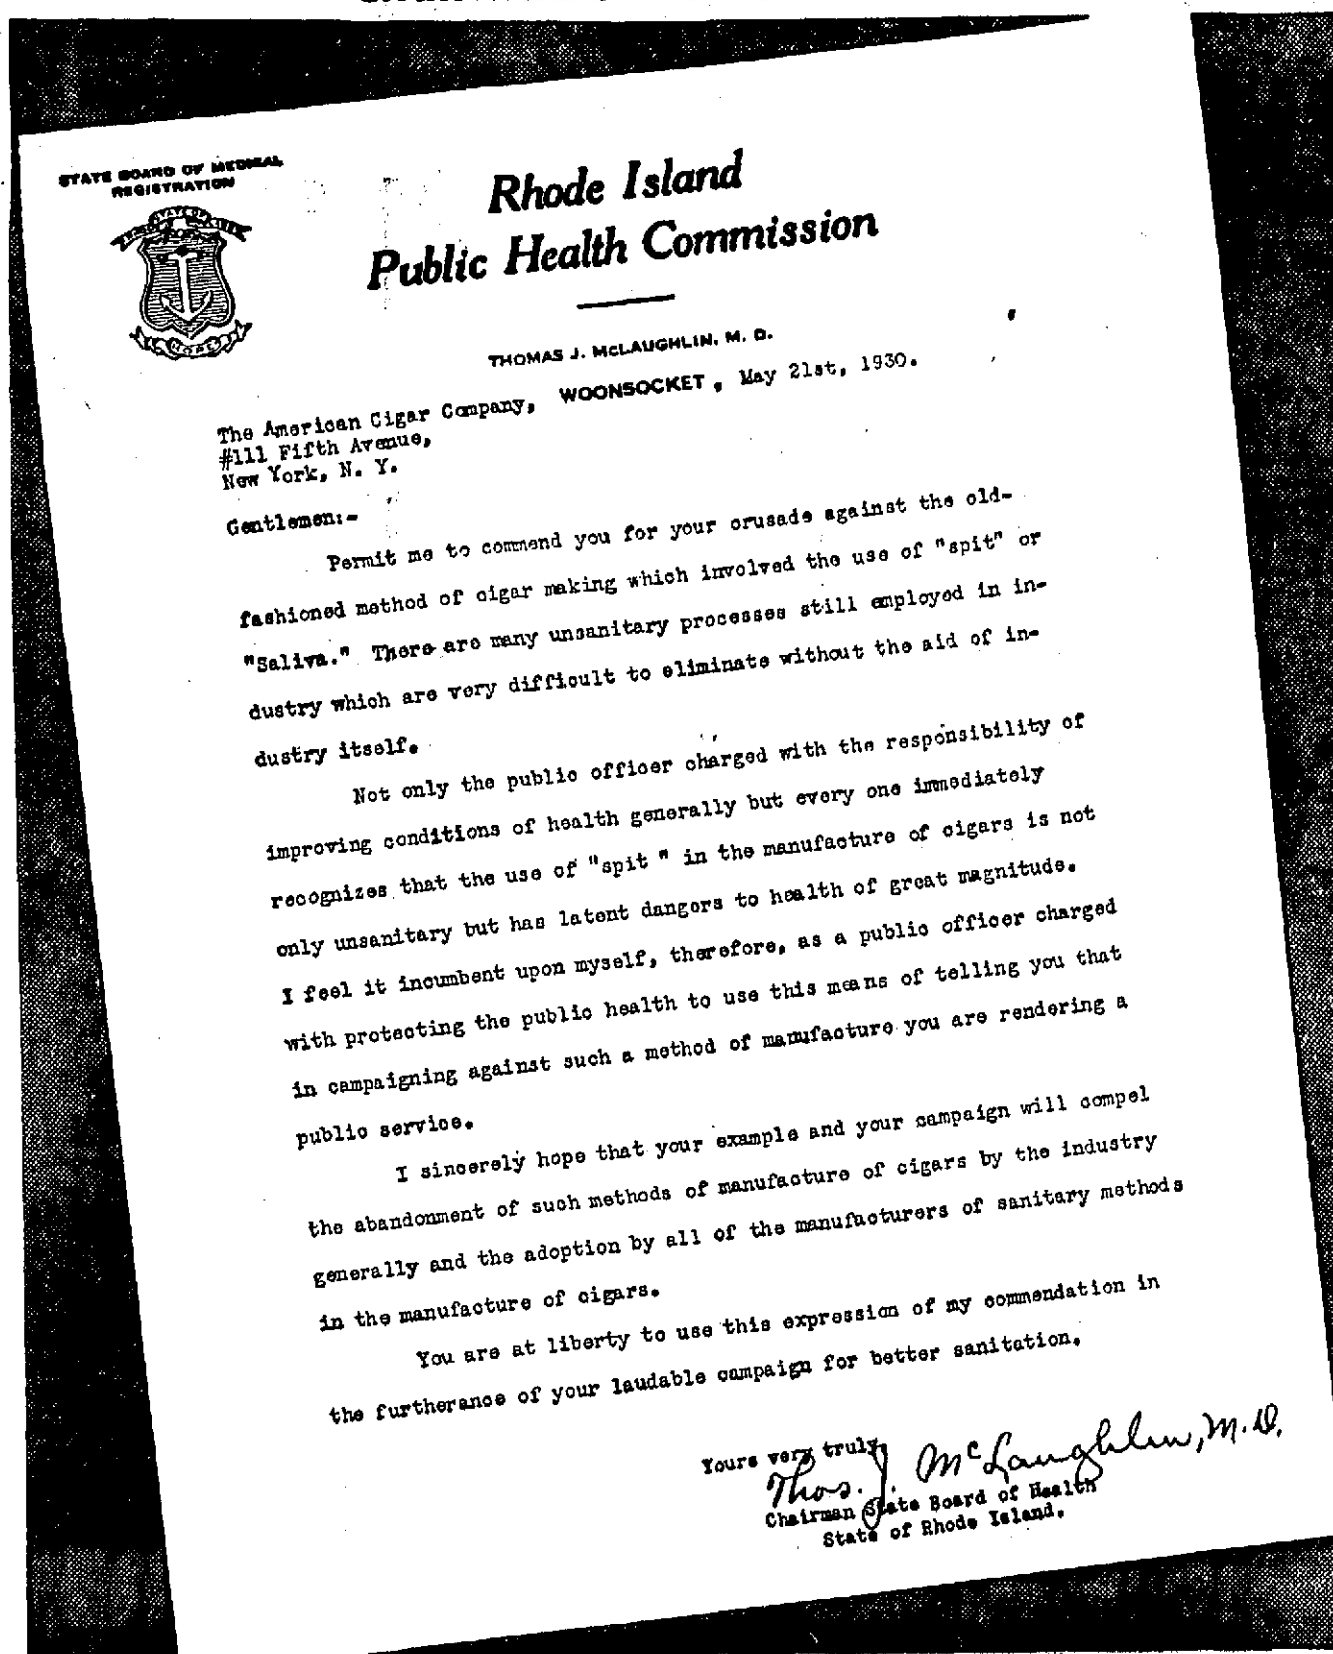 STATE BOARD OF MEDICAL
REGISTRATION
STATE OF
HOPE
Rhode Island
Public Health Commission
THOMAS J. McLAUGHLIN, M. D.
WOONSOCKET, May 21st, 1930.
The American Cigar Company,
#111 Fifth Avenue,
New York, N. Y.
Gentlemen:-
Permit me to commend you for your crusade against the old-
fashioned method of cigar making which involved the use of "spit" or
"Saliva." There are many unsanitary processes still employed in in-
dustry which are very difficult to eliminate without the aid of in-
dustry itself.
Not only the public officer charged with the responsibility of
improving conditions of health generally but every one immediately
recognizes that the use of "spit " in the manufacture of cigars is not
only unsanitary but has latent dangers to health of great magnitude.
I feel it incumbent upon myself, therefore, as a public officer charged
with protecting the public health to use this means of telling you that
in campaigning against such a method of manufacture you are rendering a
public service.
I sincerely hope that your example and your campaign will compel
the abandonment of such methods of manufacture of cigars by the industry
generally and the adoption by all of the manufacturers of sanitary methods
in the manufacture of cigars.
You are at liberty to use this expression of my commendation in
the furtherance of your laudable campaign for better sanitation.
Yours very truly,
Thos. J. McLaughlin, M.D.
Chairman State Board of Health
State of Rhode Island.